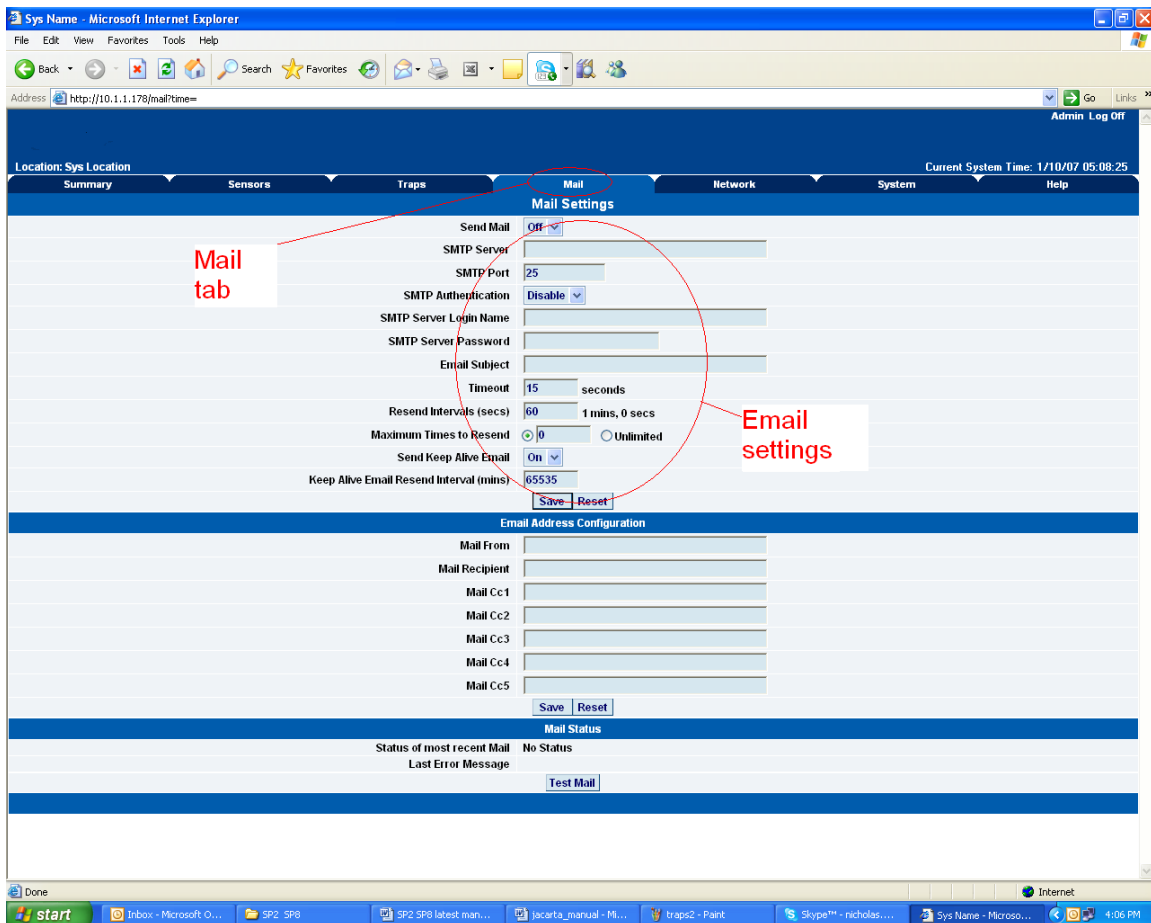 Sys Name - Microsoft Internet Explorer
File Edit View Favorites Tools Help
Back Search Favorites
Address http://10.1.1.178/mail?time= Go Links »
Admin Log Off
Location: Sys Location Current System Time: 1/10/07 05:08:25
Summary Sensors Traps Mail Network System Help
Mail Settings
Send Mail Off
SMTP Server
SMTP Port 25
SMTP Authentication Disable
SMTP Server Login Name
SMTP Server Password
Email Subject
Timeout 15 seconds
Resend Intervals (secs) 60 1 mins, 0 secs
Maximum Times to Resend 0 Unlimited
Send Keep Alive Email On
Keep Alive Email Resend Interval (mins) 65535
Save Reset
Mail
tab
Email
settings
Email Address Configuration
Mail From
Mail Recipient
Mail Cc1
Mail Cc2
Mail Cc3
Mail Cc4
Mail Cc5
Save Reset
Mail Status
Status of most recent Mail No Status
Last Error Message
Test Mail
Done Internet
start Inbox - Microsoft O... SP2 SP8 SP2 SP8 latest man... jacarta_manual - Mi... traps2 - Paint Skype™ - nicholas.... Sys Name - Microso... 4:06 PM